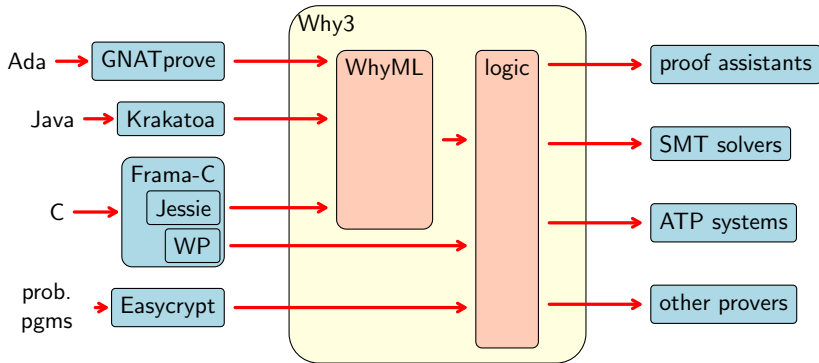 Why3
Ada
GNATprove
WhyML
logic
proof assistants
Java
Krakatoa
SMT solvers
Frama-C
Jessie
C
WP
ATP systems
prob.
pgms
Easycrypt
other provers